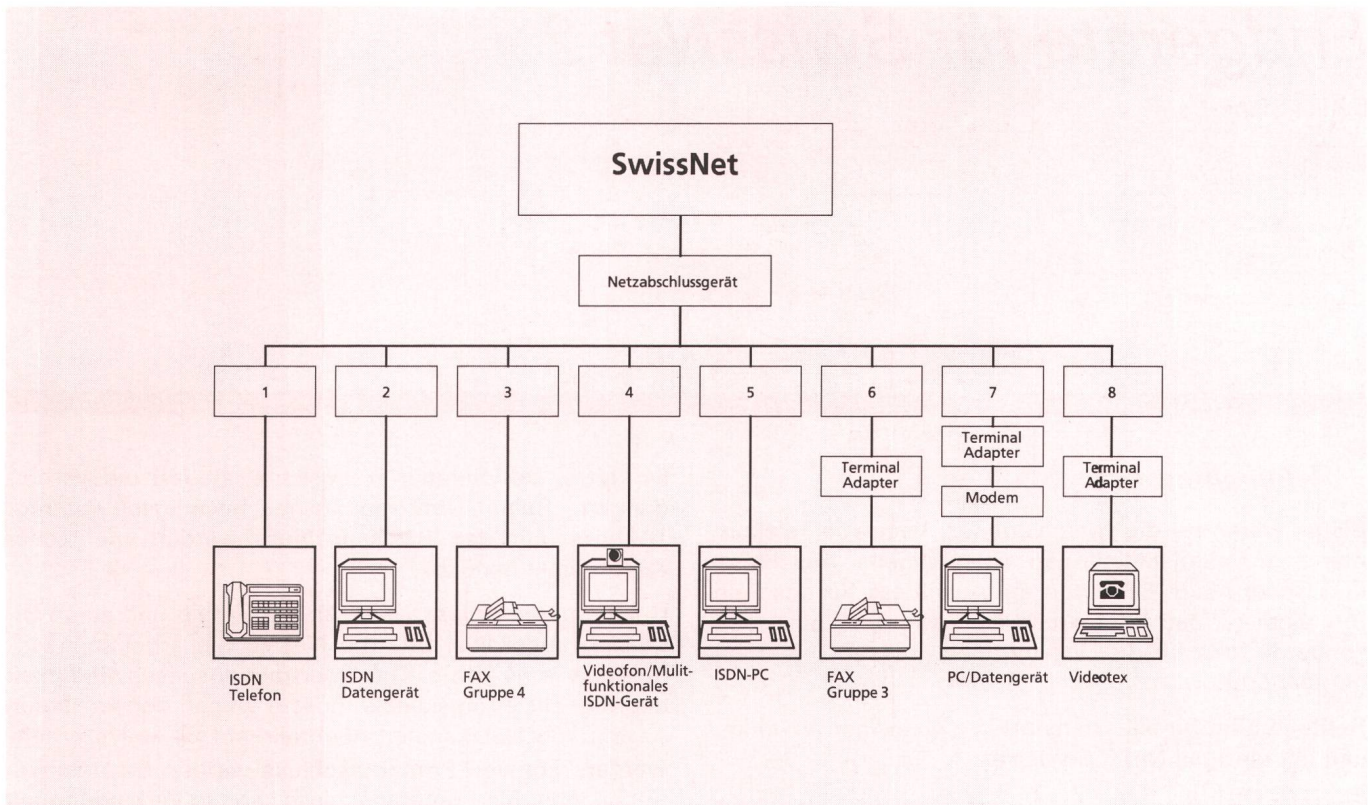 SwissNet
Netzabschlussgerät
1 2 3 4 5 6 7 8
Terminal
Adapter
Terminal
Adapter
Modem
Terminal
Adapter
ISDN
Telefon
ISDN
Datengerät
FAX
Gruppe 4
Videofon/Mulit-
funktionales
ISDN-Gerät
ISDN-PC
FAX
Gruppe 3
PC/Datengerät
Videotex